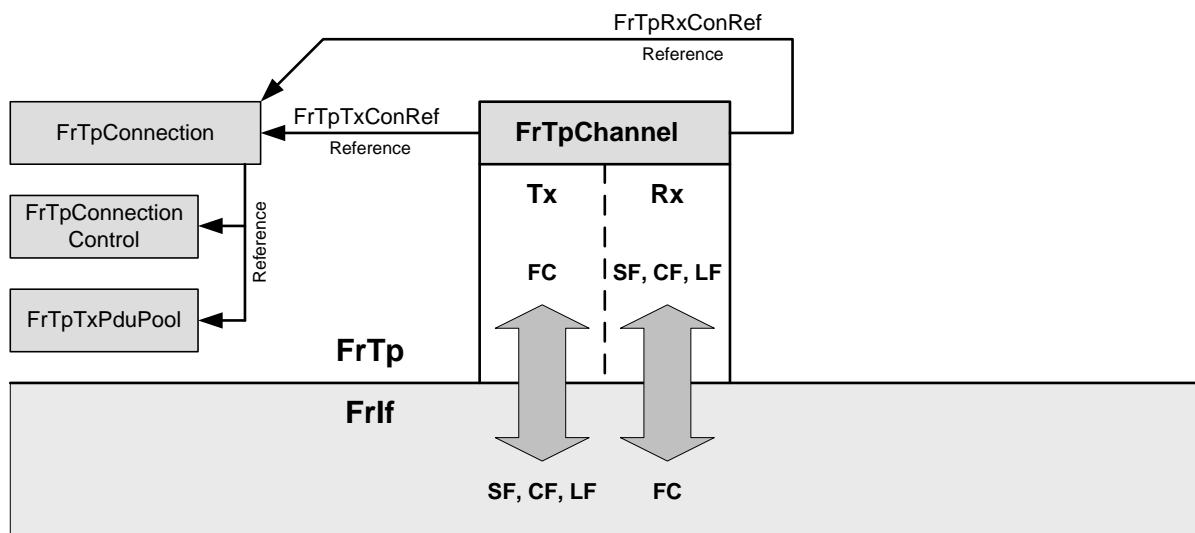 FrTpRxConRef
Reference
FrTpConnection
FrTpTxConRef
Reference
FrTpChannel
FrTpConnection
Control
Reference
FrTpTxPduPool
Tx
Rx
FC
SF, CF, LF
FrTp
FrIf
SF, CF, LF
FC